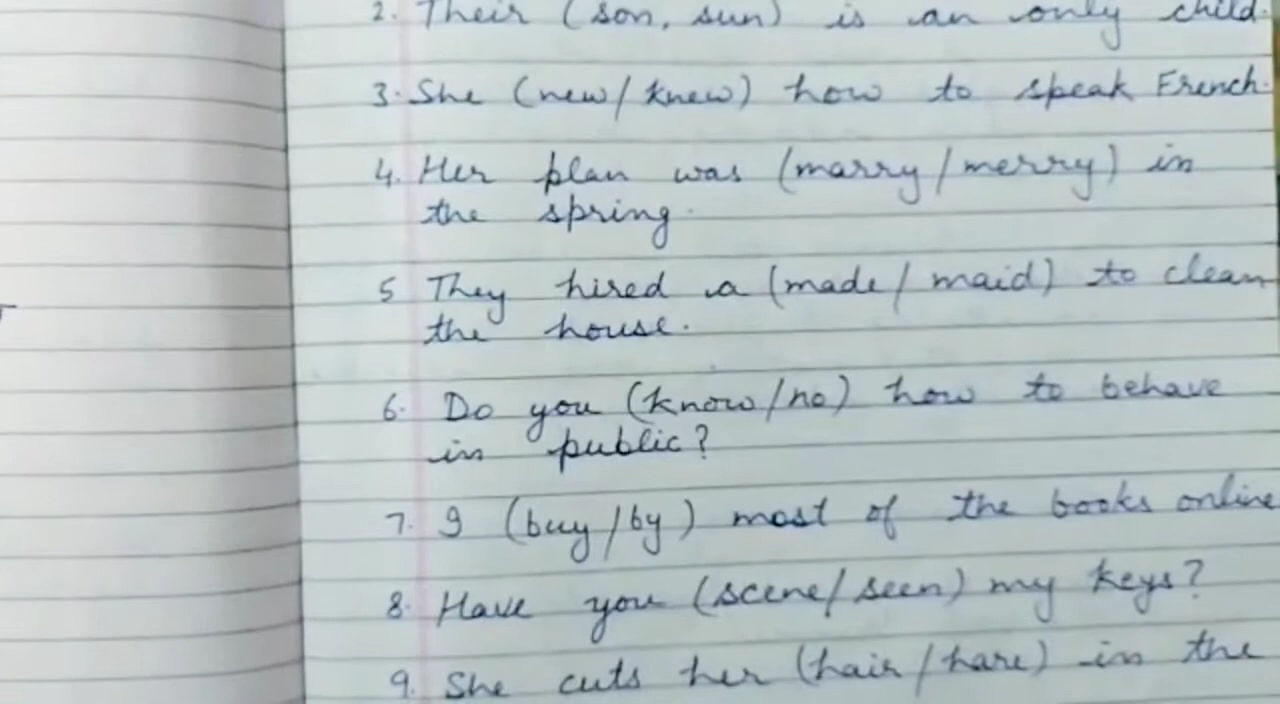 2. Their (son, sun) is an only child.
3. She (new/knew) how to speak French.
4. Her plan was (marry/merry) in
the spring.
5 They hired a (made/maid) to clean
the house.
6. Do you (know/no) how to behave
in public?
7. I (buy/by) most of the books online
8. Have you (scene/seen) my keys?
9. She cuts her (hair/hare) in the